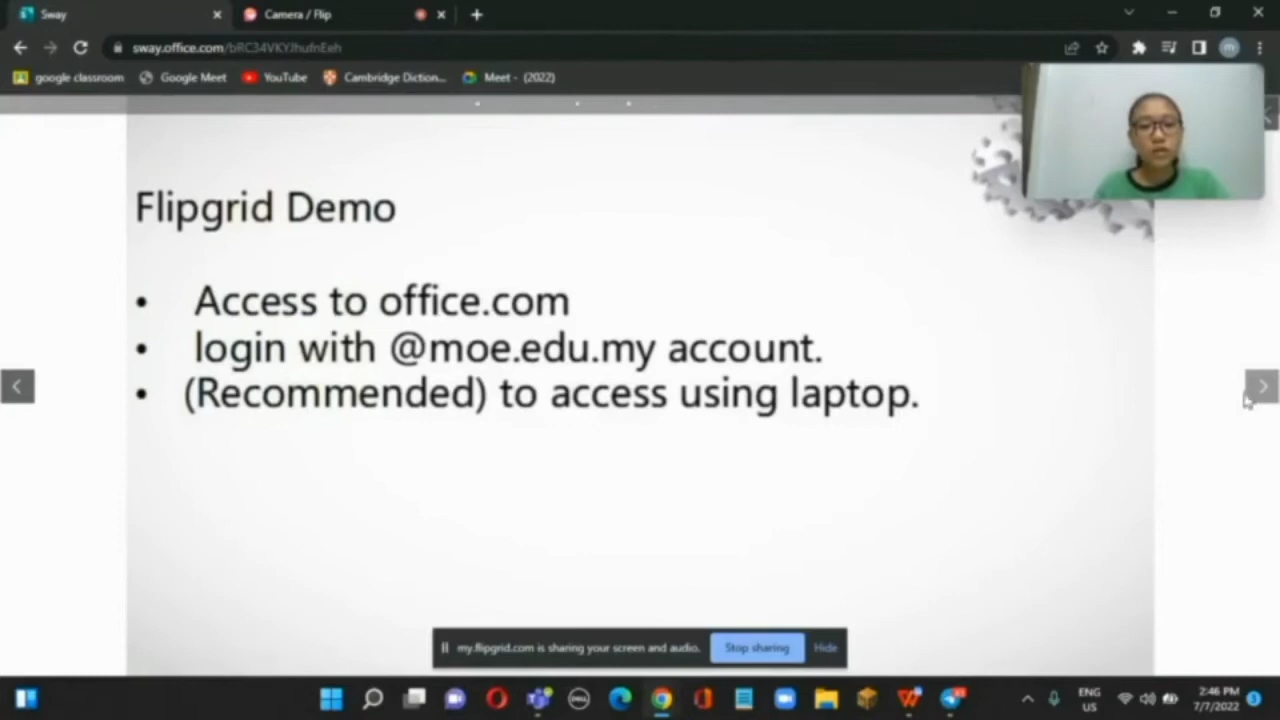 Sway
Camera / Flip
sway.office.com/bRC34VKYJhufnEeh
google classroom
Google Meet
YouTube
Cambridge Diction...
Meet - (2022)
Flipgrid Demo
• Access to office.com
• login with @moe.edu.my account.
• (Recommended) to access using laptop.
my.flipgrid.com is sharing your screen and audio.
Stop sharing
Hide
DELL
ENG
US
2:46 PM
7/7/2022